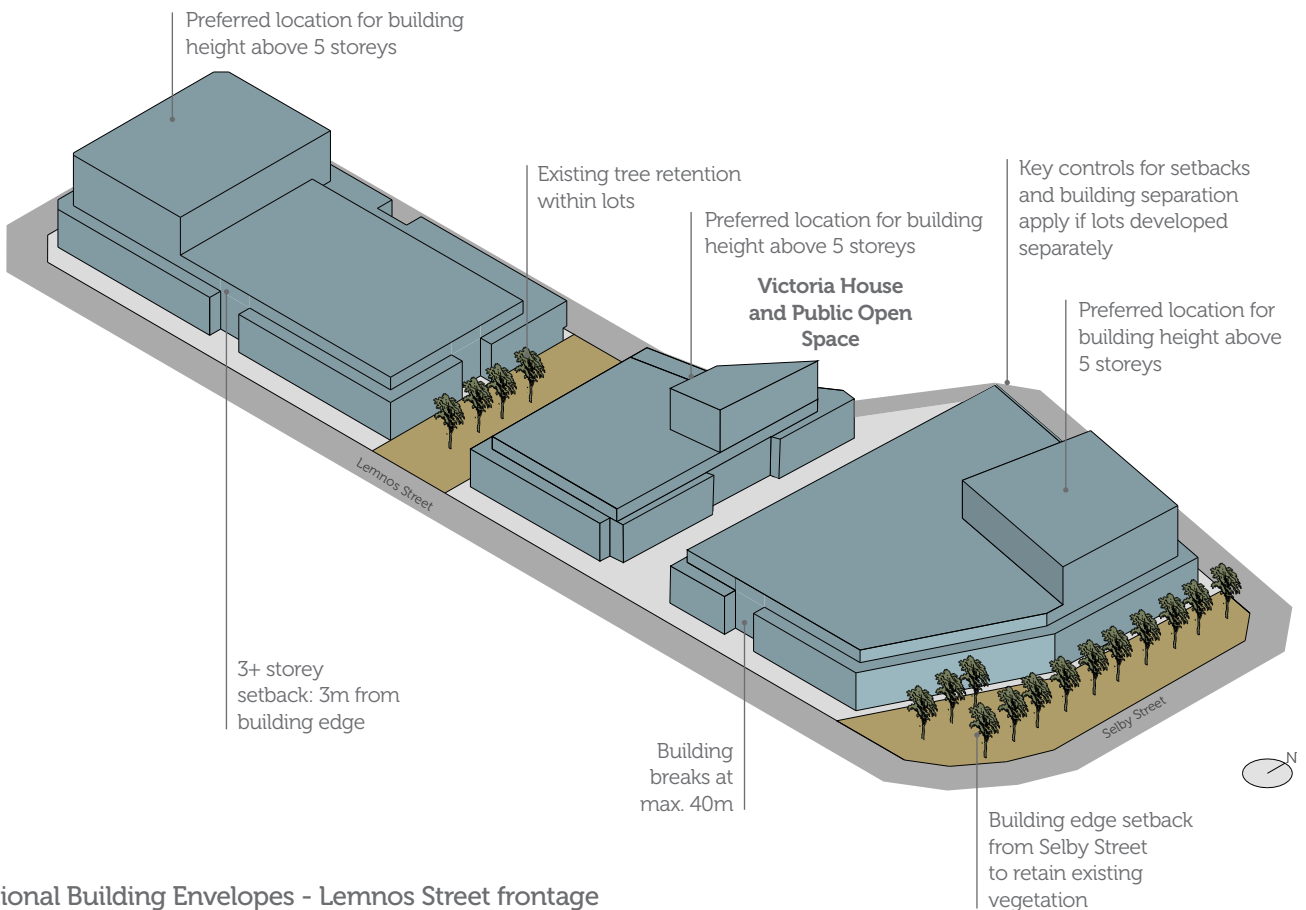 Preferred location for building
height above 5 storeys
Existing tree retention
within lots
Preferred location for building
height above 5 storeys
Victoria House
and Public Open
Space
Key controls for setbacks
and building separation
apply if lots developed
separately
Preferred location for
building height above
5 storeys
Lemnos Street
3+ storey
setback: 3m from
building edge
Building
breaks at
max. 40m
Selby Street
N
Building edge setback
from Selby Street
to retain existing
vegetation
ional Building Envelopes - Lemnos Street frontage